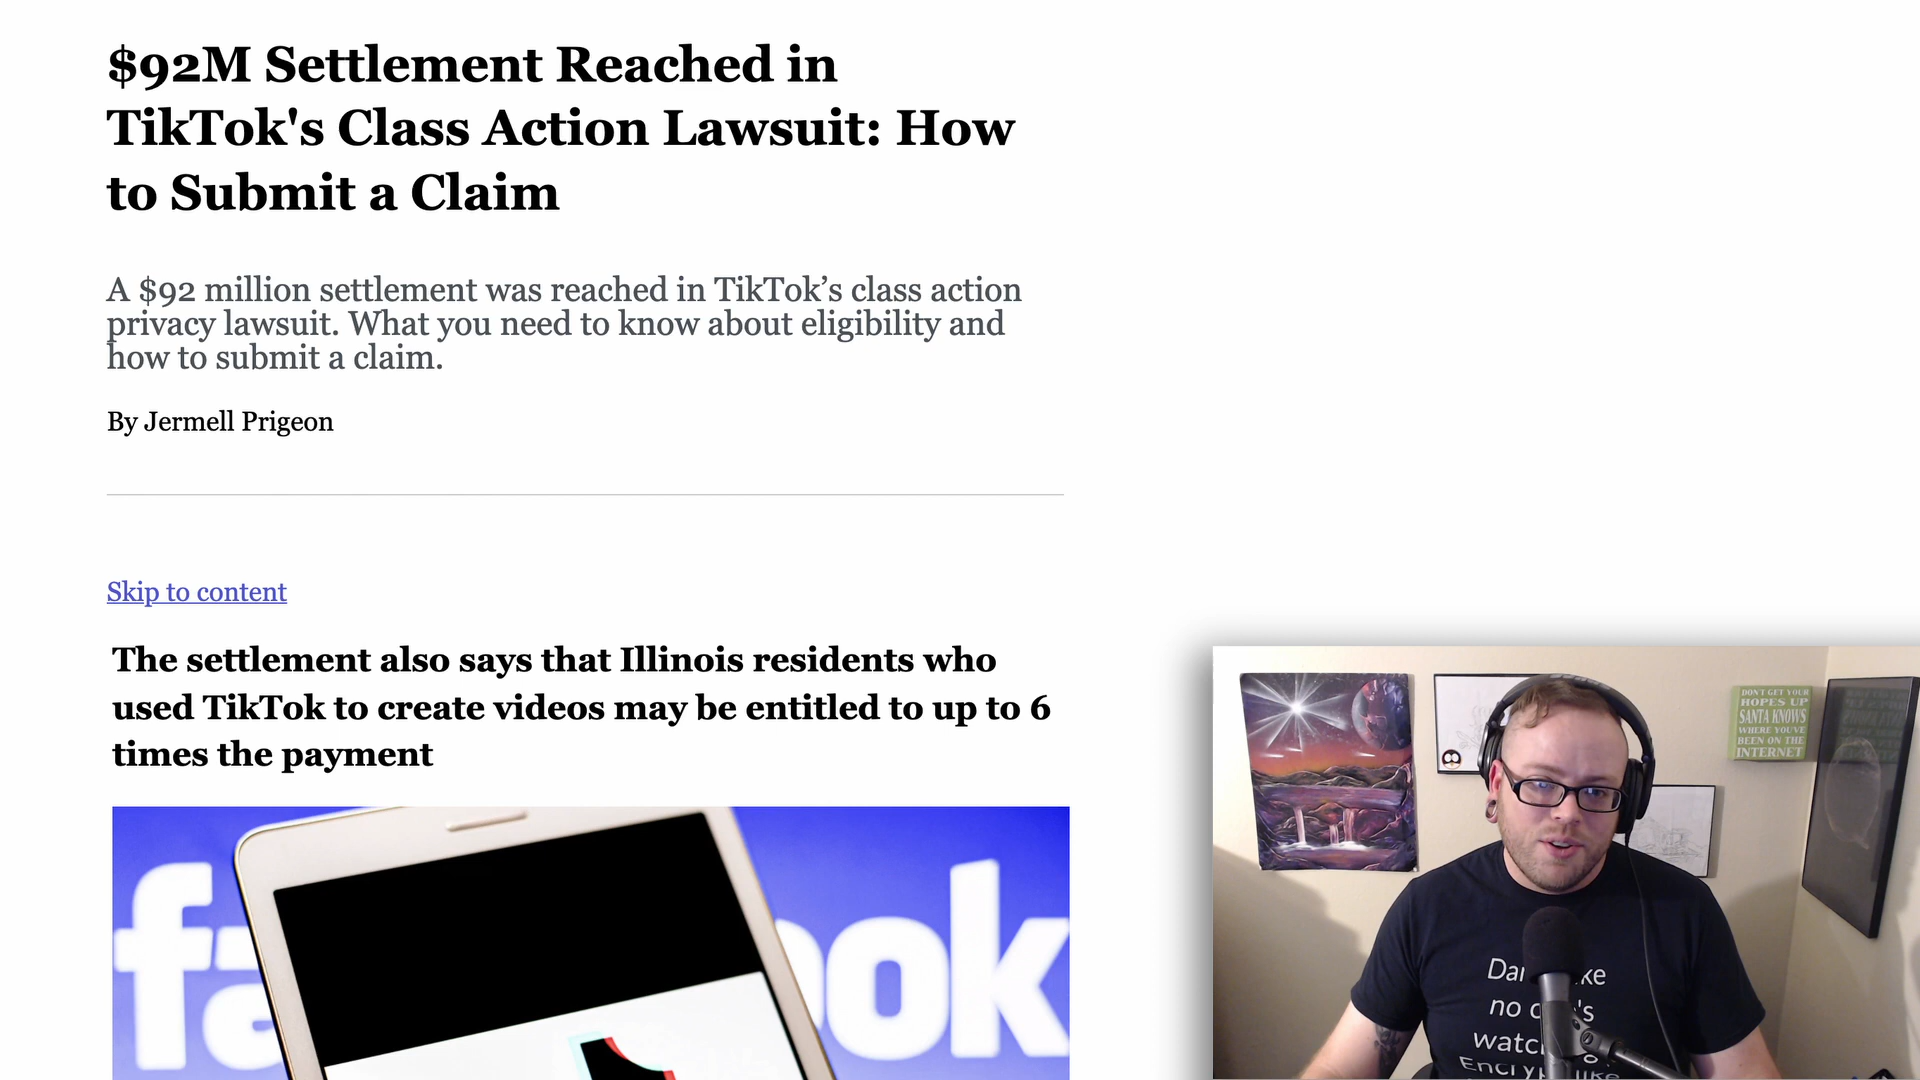 $92M Settlement Reached in
TikTok's Class Action Lawsuit: How
to Submit a Claim
A $92 million settlement was reached in TikTok’s class action
privacy lawsuit. What you need to know about eligibility and
how to submit a claim.
By Jermell Prigeon
Skip to content
The settlement also says that Illinois residents who
used TikTok to create videos may be entitled to up to 6
times the payment
DON'T GET YOUR
HOPES UP
SANTA KNOWS
WHERE YOU'VE
BEEN ON THE
INTERNET
no